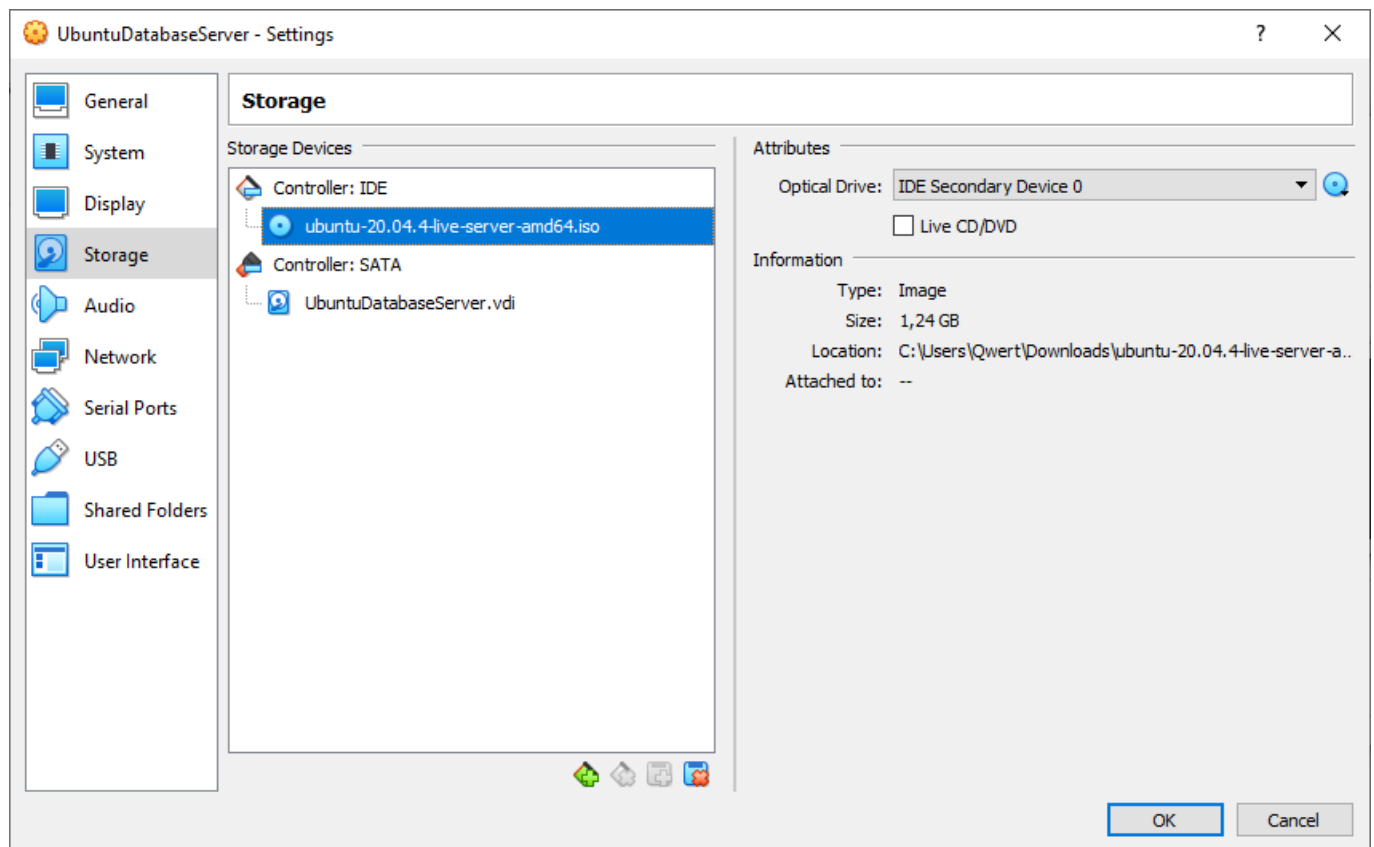 UbuntuDatabaseServer - Settings
?
General
System
Display
Storage
Audio
Network
Serial Ports
USB
Shared Folders
User Interface
Storage
Storage Devices
Controller: IDE
ubuntu-20.04.4-live-server-amd64.iso
Controller: SATA
UbuntuDatabaseServer.vdi
Attributes
Optical Drive: IDE Secondary Device 0
Live CD/DVD
Information
Type: Image
Size: 1,24 GB
Location: C:\Users\Qwert\Downloads\ubuntu-20.04.4-live-server-a..
Attached to: --
OK Cancel